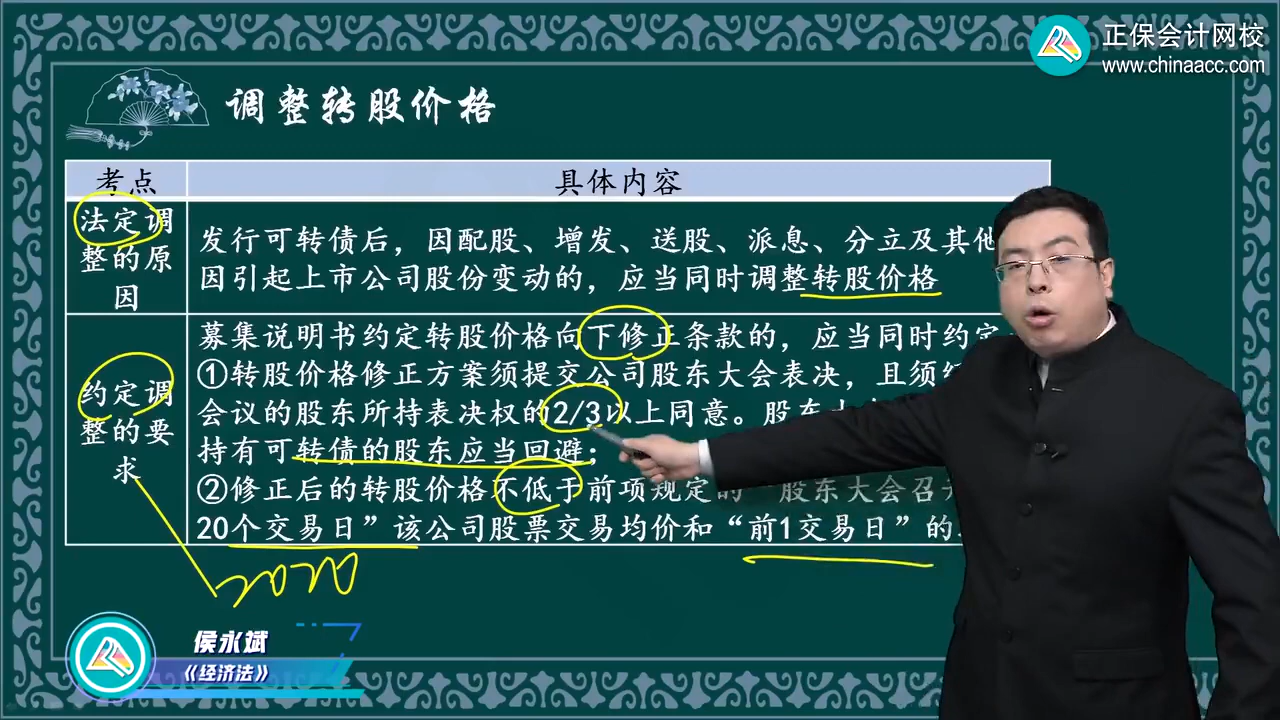 正保会计网校
www.chinaacc.com
调整转股价格
考点
具体内容
法定调
整的原
因
发行可转债后，因配股、增发、送股、派息、分立及其他
因引起上市公司股份变动的，应当同时调整转股价格
约定调
整的要
求
募集说明书约定转股价格向下修正条款的，应当同时约定
①转股价格修正方案须提交公司股东大会表决，且须
会议的股东所持表决权的2/3以上同意。股东大
持有可转债的股东应当回避；
②修正后的转股价格不低于前项规定的“股东大会召
20个交易日”该公司股票交易均价和“前1交易日”的
侯永斌
《经济法》